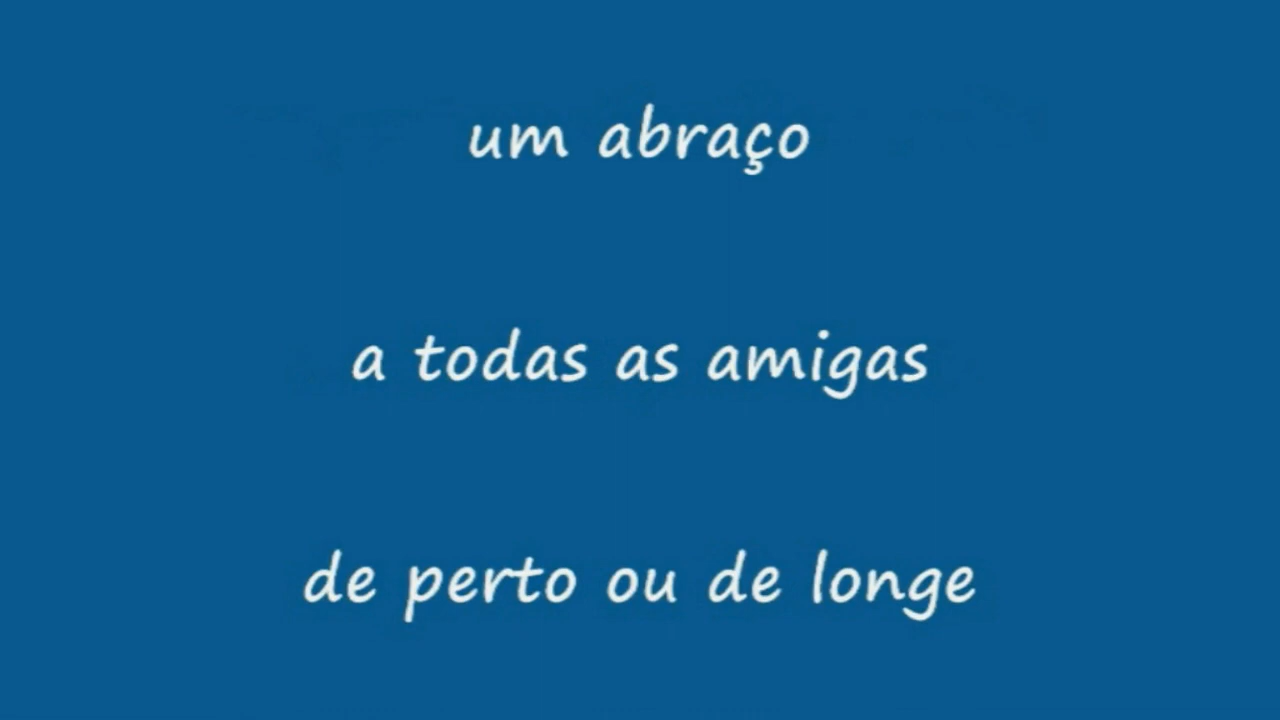 um abraço
a todas as amigas
de perto ou de longe